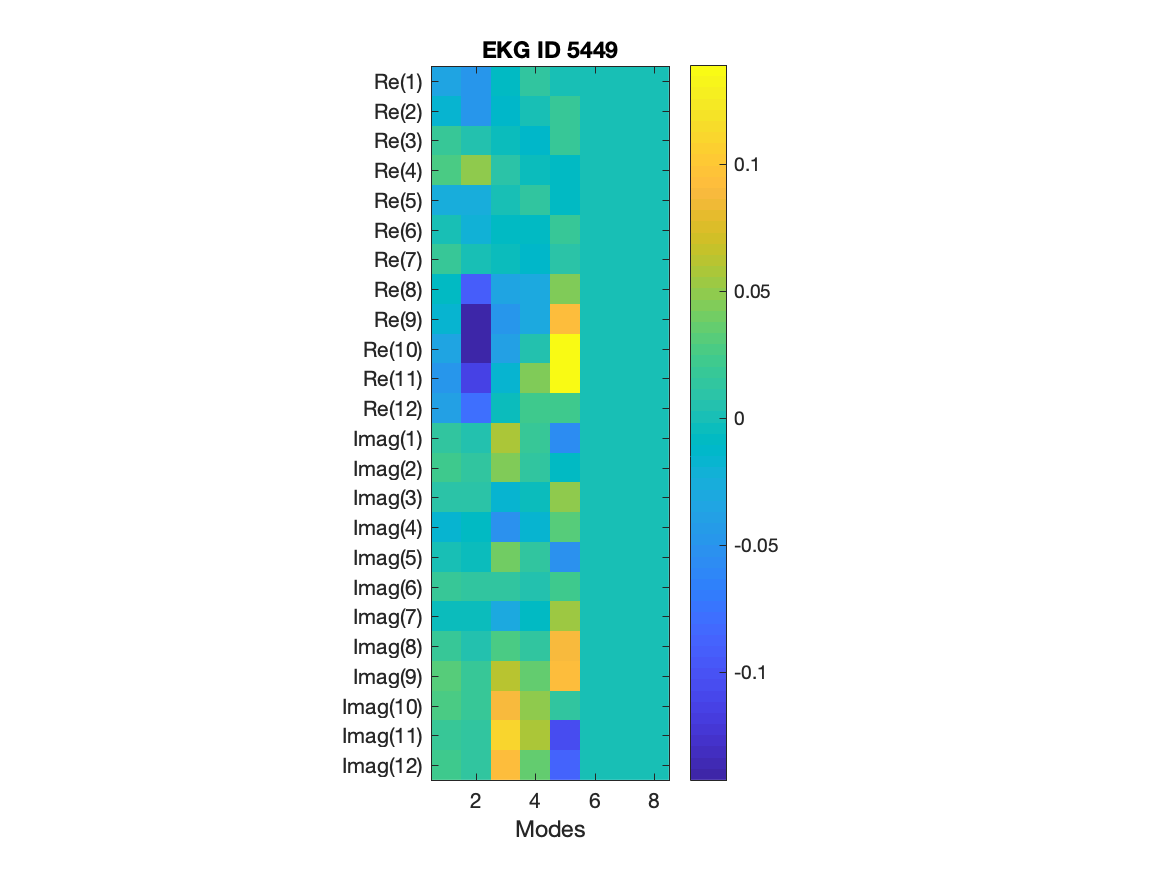 EKG ID 5449
Re(1)
Re(2)
Re(3)
Re(4)
Re(5)
Re(6)
Re(7)
Re(8)
Re(9)
Re(10)
Re(11)
Re(12)
Imag(1)
Imag(2)
Imag(3)
Imag(4)
Imag(5)
Imag(6)
Imag(7)
Imag(8)
Imag(9)
Imag(10)
Imag(11)
Imag(12)
2 4 6 8
Modes
0.1
0.05
0
-0.05
-0.1